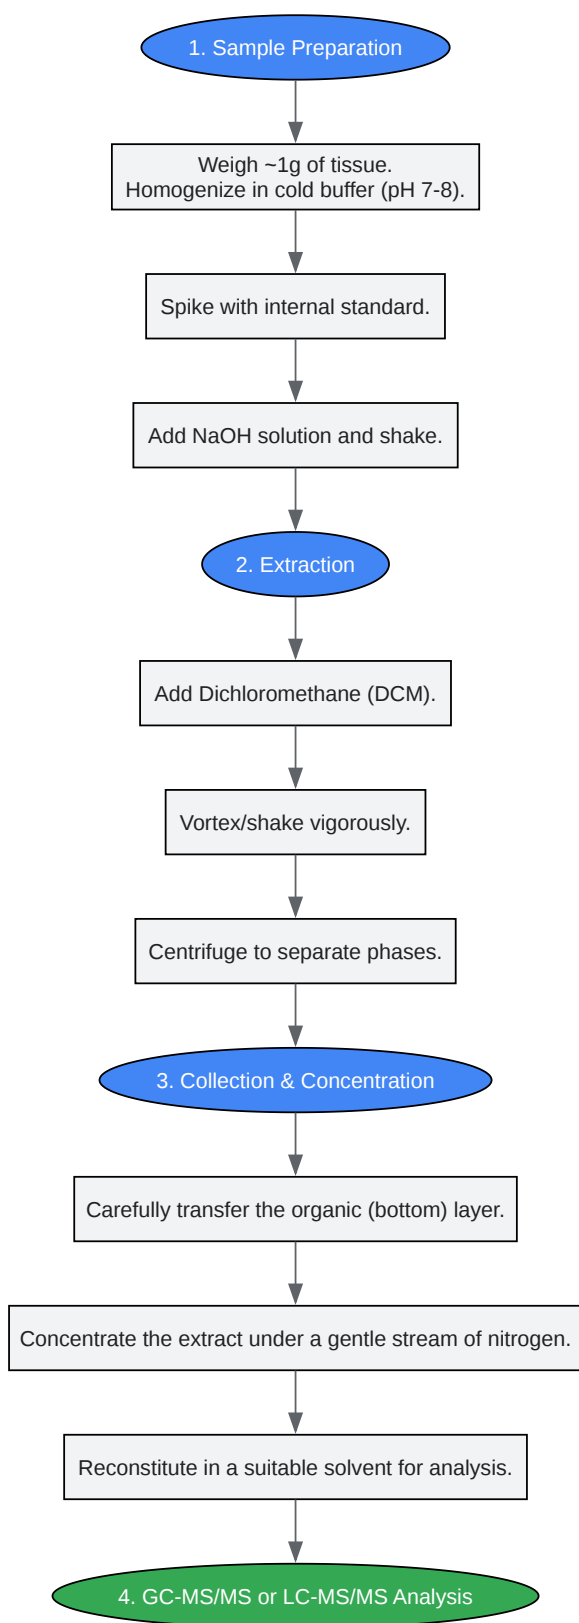 1. Sample Preparation
Weigh ~1g of tissue.
Homogenize in cold buffer (pH 7-8).
Spike with internal standard.
Add NaOH solution and shake.
2. Extraction
Add Dichloromethane (DCM).
Vortex/shake vigorously.
Centrifuge to separate phases.
3. Collection & Concentration
Carefully transfer the organic (bottom) layer.
Concentrate the extract under a gentle stream of nitrogen.
Reconstitute in a suitable solvent for analysis.
4. GC-MS/MS or LC-MS/MS Analysis